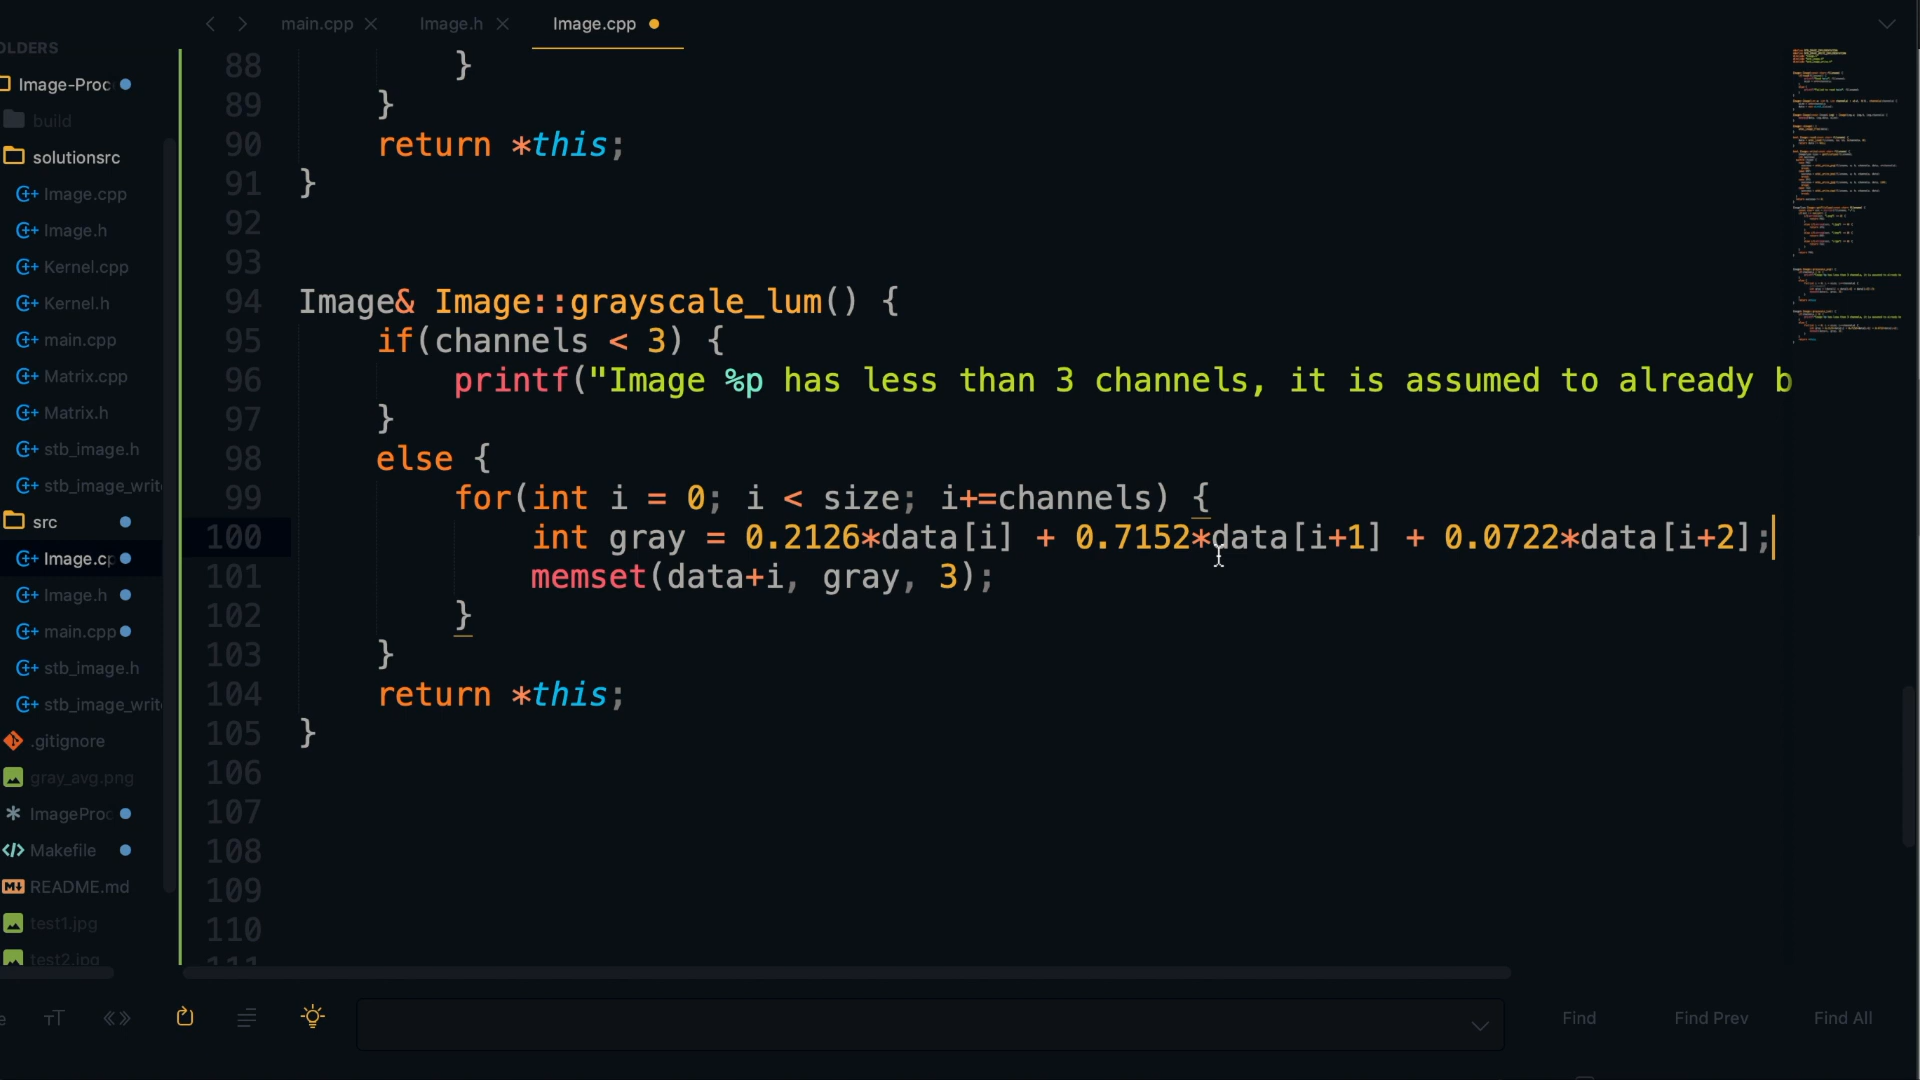 main.cpp
Image.h
Image.cpp
OLDERS
Image-Proc
build
solutionsrc
Image.cpp
Image.h
Kernel.cpp
Kernel.h
main.cpp
Matrix.cpp
Matrix.h
stb_image.h
stb_image_writ
src
Image.cp
Image.h
main.cpp
stb_image.h
stb_image_writ
.gitignore
gray_avg.png
ImageProc
Makefile
README.md
test1.jpg
test2.jpg
88 }
89 }
90 return *this;
91 }
92
93
94 Image& Image::grayscale_lum() {
95 if(channels < 3) {
96 printf("Image %p has less than 3 channels, it is assumed to already b
97 }
98 else {
99 for(int i = 0; i < size; i+=channels) {
100 int gray = 0.2126*data[i] + 0.7152*data[i+1] + 0.0722*data[i+2];
101 memset(data+i, gray, 3);
102 }
103 }
104 return *this;
105 }
106
107
108
109
110
111
Find
Find Prev
Find All